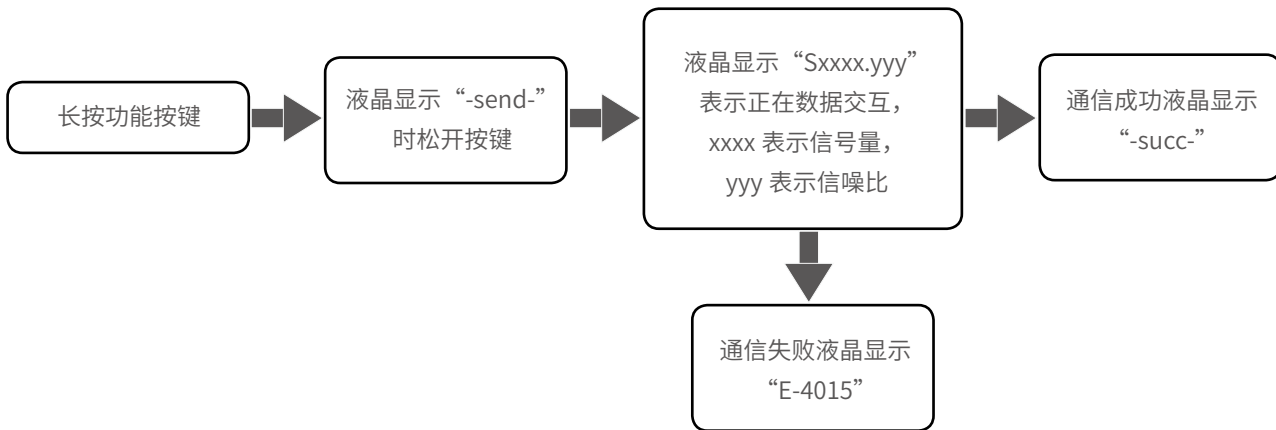 长按功能按键
液晶显示“-send-”
时松开按键
液晶显示“Sxxxx.yyy”
表示正在数据交互，
xxxx 表示信号量，
yyy 表示信噪比
通信成功液晶显示
“-succ-”
通信失败液晶显示
“E-4015”